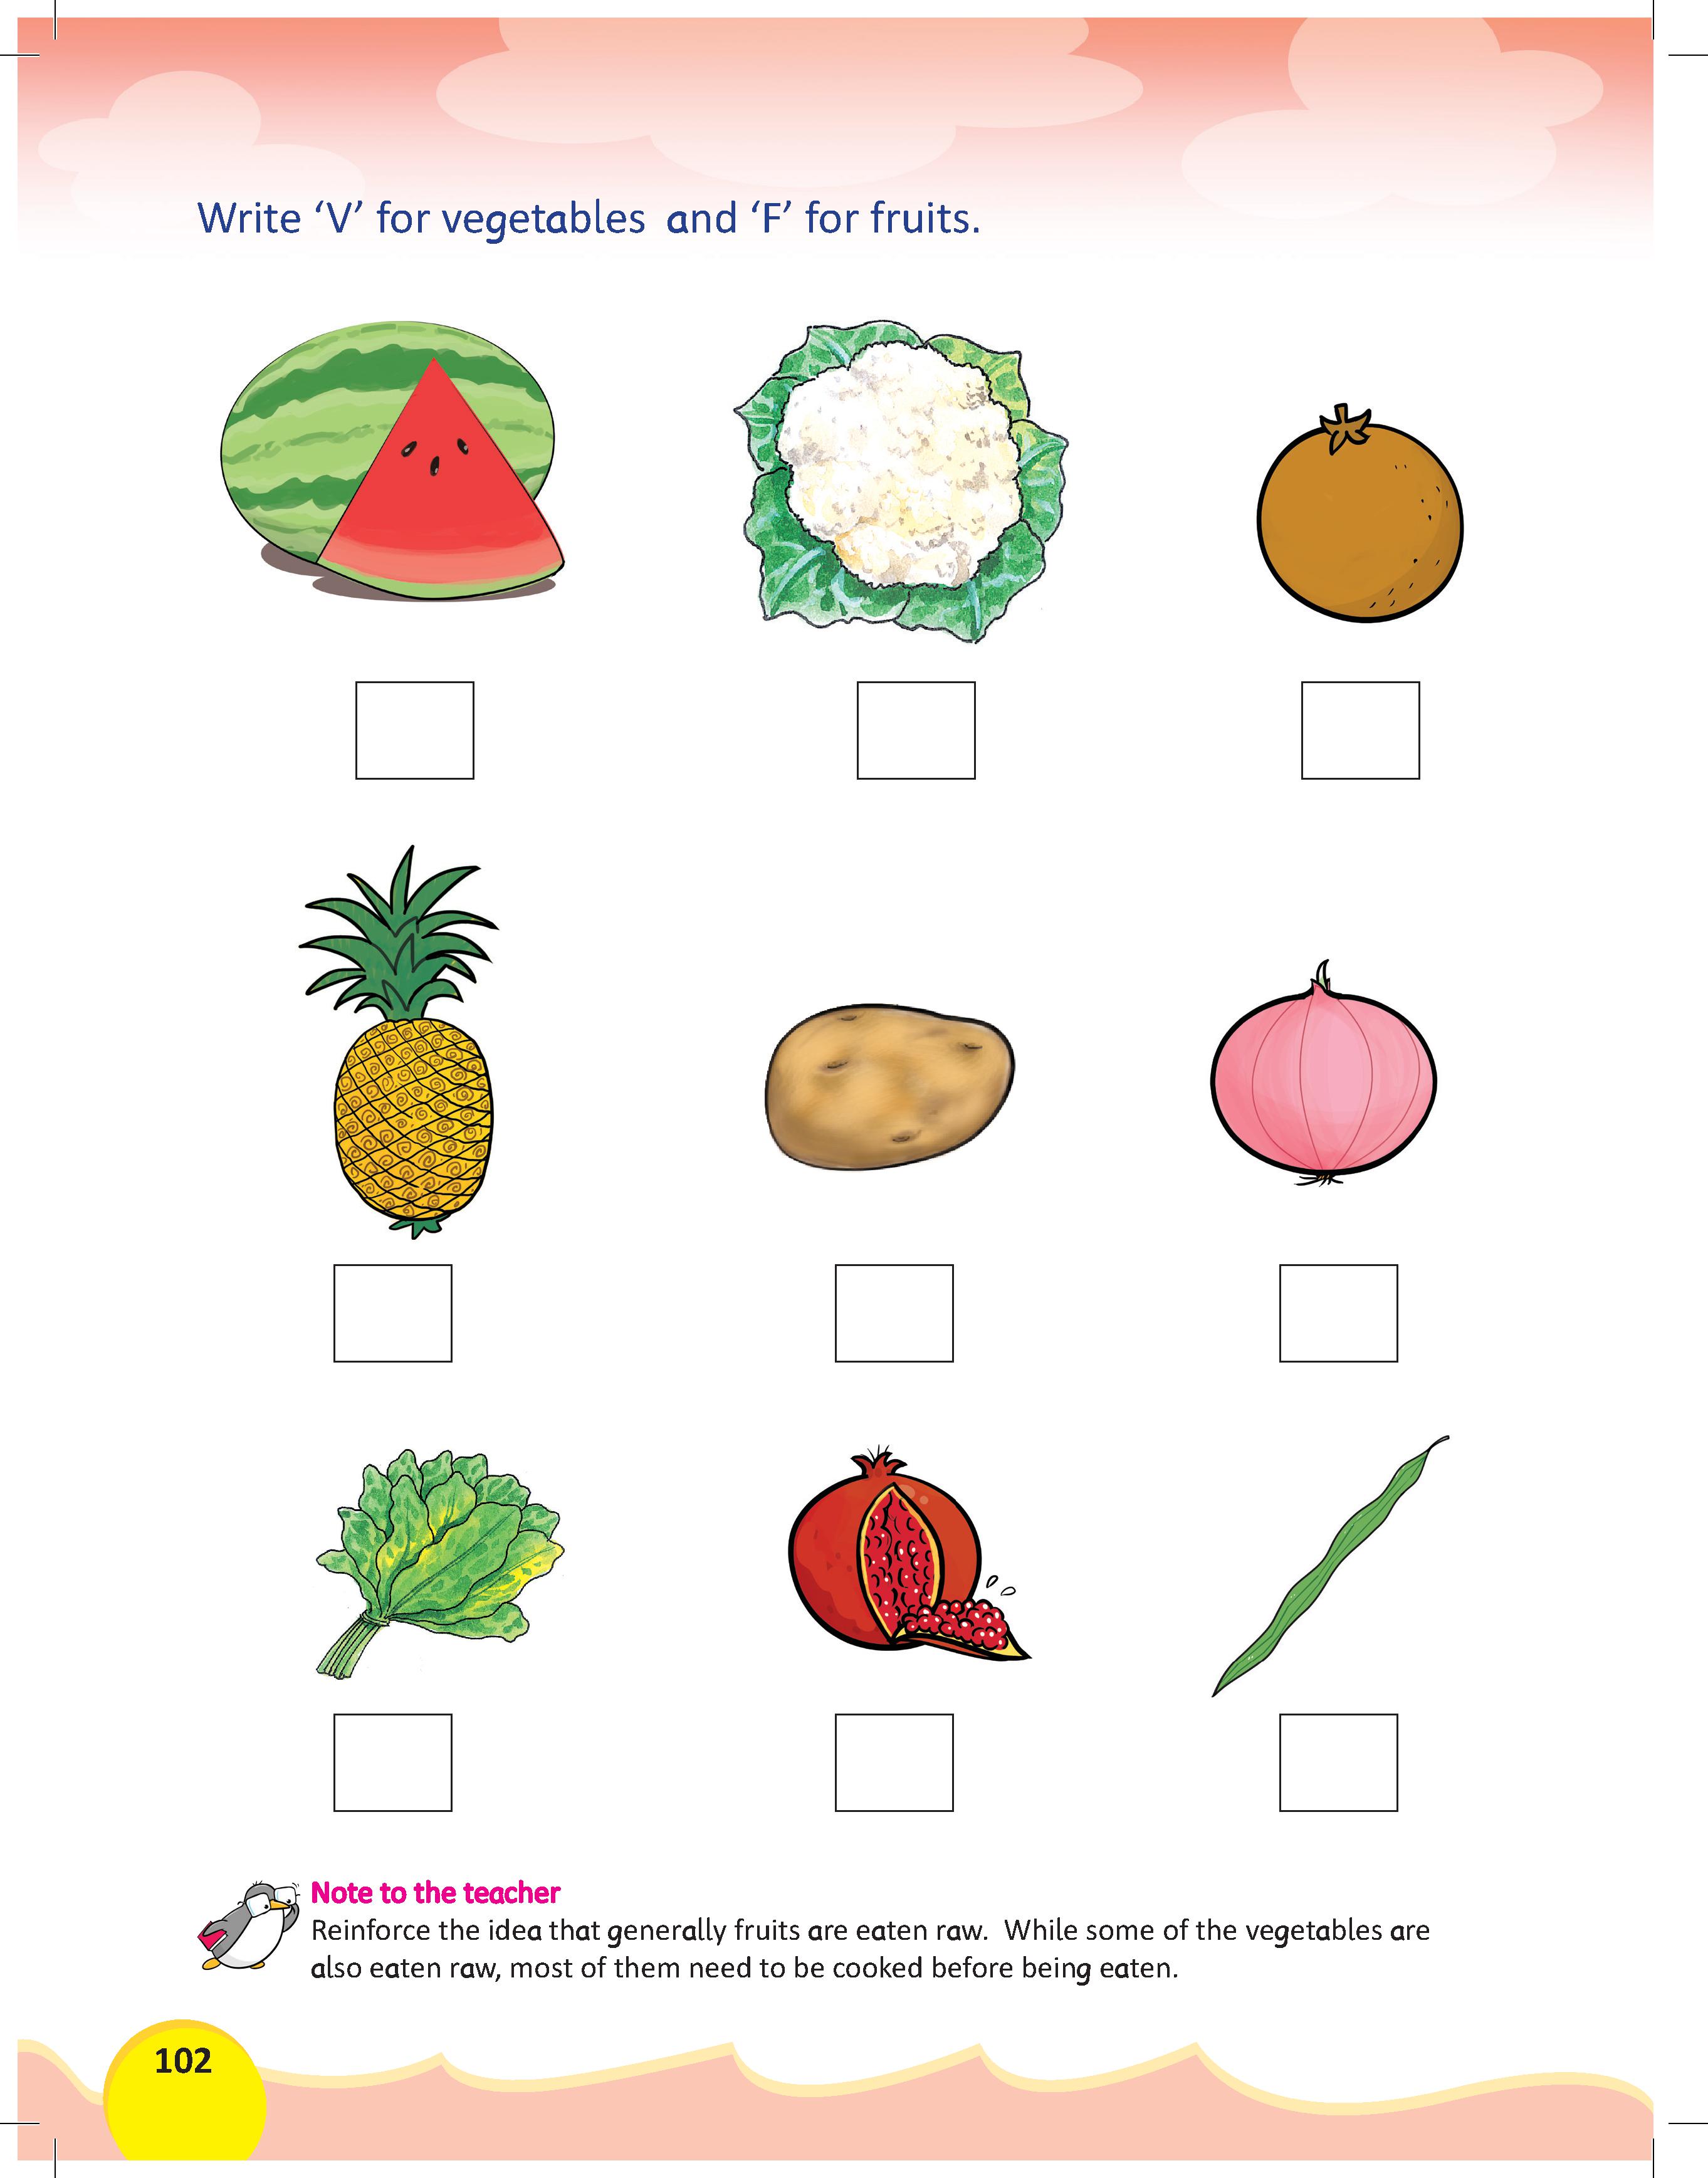 Write ‘V’ for vegetables and ‘F’ for fruits.
Note to the teacher
Reinforce the idea that generally fruits are eaten raw. While some of the vegetables are
also eaten raw, most of them need to be cooked before being eaten.
102